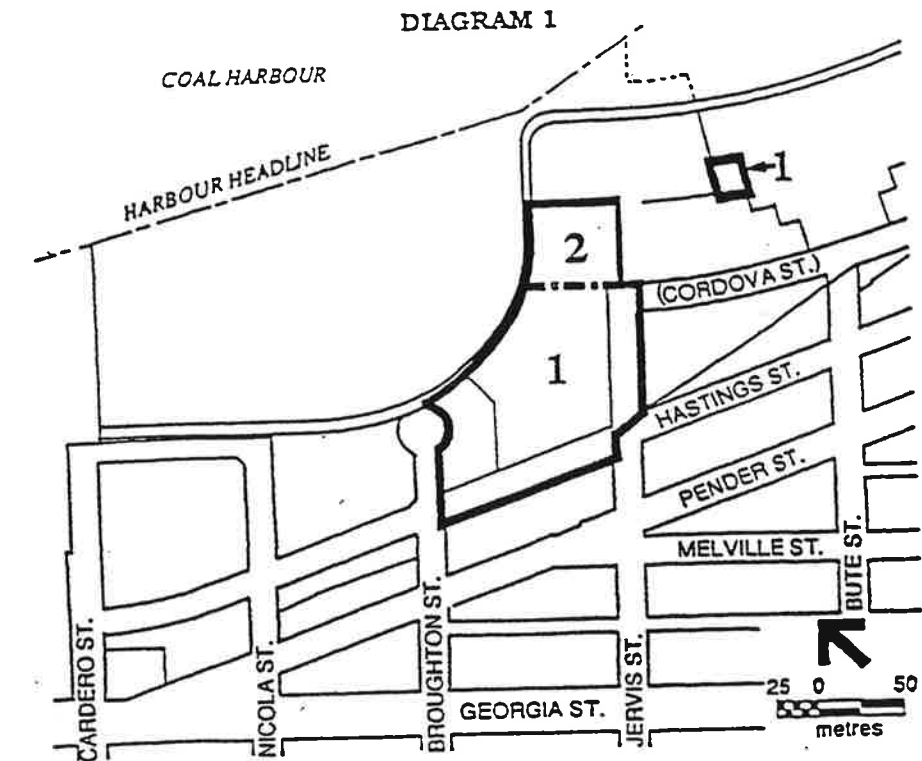 DIAGRAM 1
COAL HARBOUR
HARBOUR HEADLINE
1
2
(CORDOVA ST.)
1
HASTINGS ST.
PENDER ST.
MELVILLE ST.
BUTE ST.
CARDERO ST.
NICOLA ST.
BROUGHTON ST.
JERVIS ST.
GEORGIA ST.
25 0 50
metres